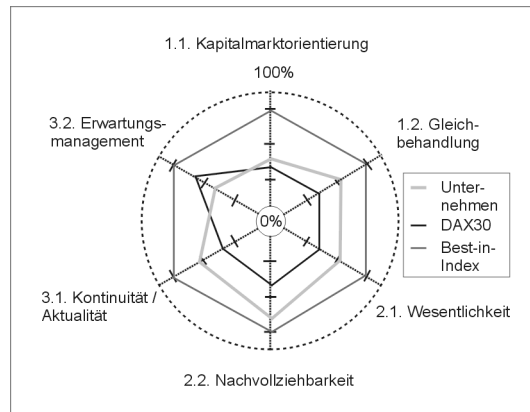 1.1. Kapitalmarktorientierung
100%
3.2. Erwartungs-
management
1.2. Gleich-
behandlung
Unter-
nehmen
DAX30
Best-in-
Index
0%
3.1. Kontinuität /
Aktualität
2.1. Wesentlichkeit
2.2. Nachvollziehbarkeit